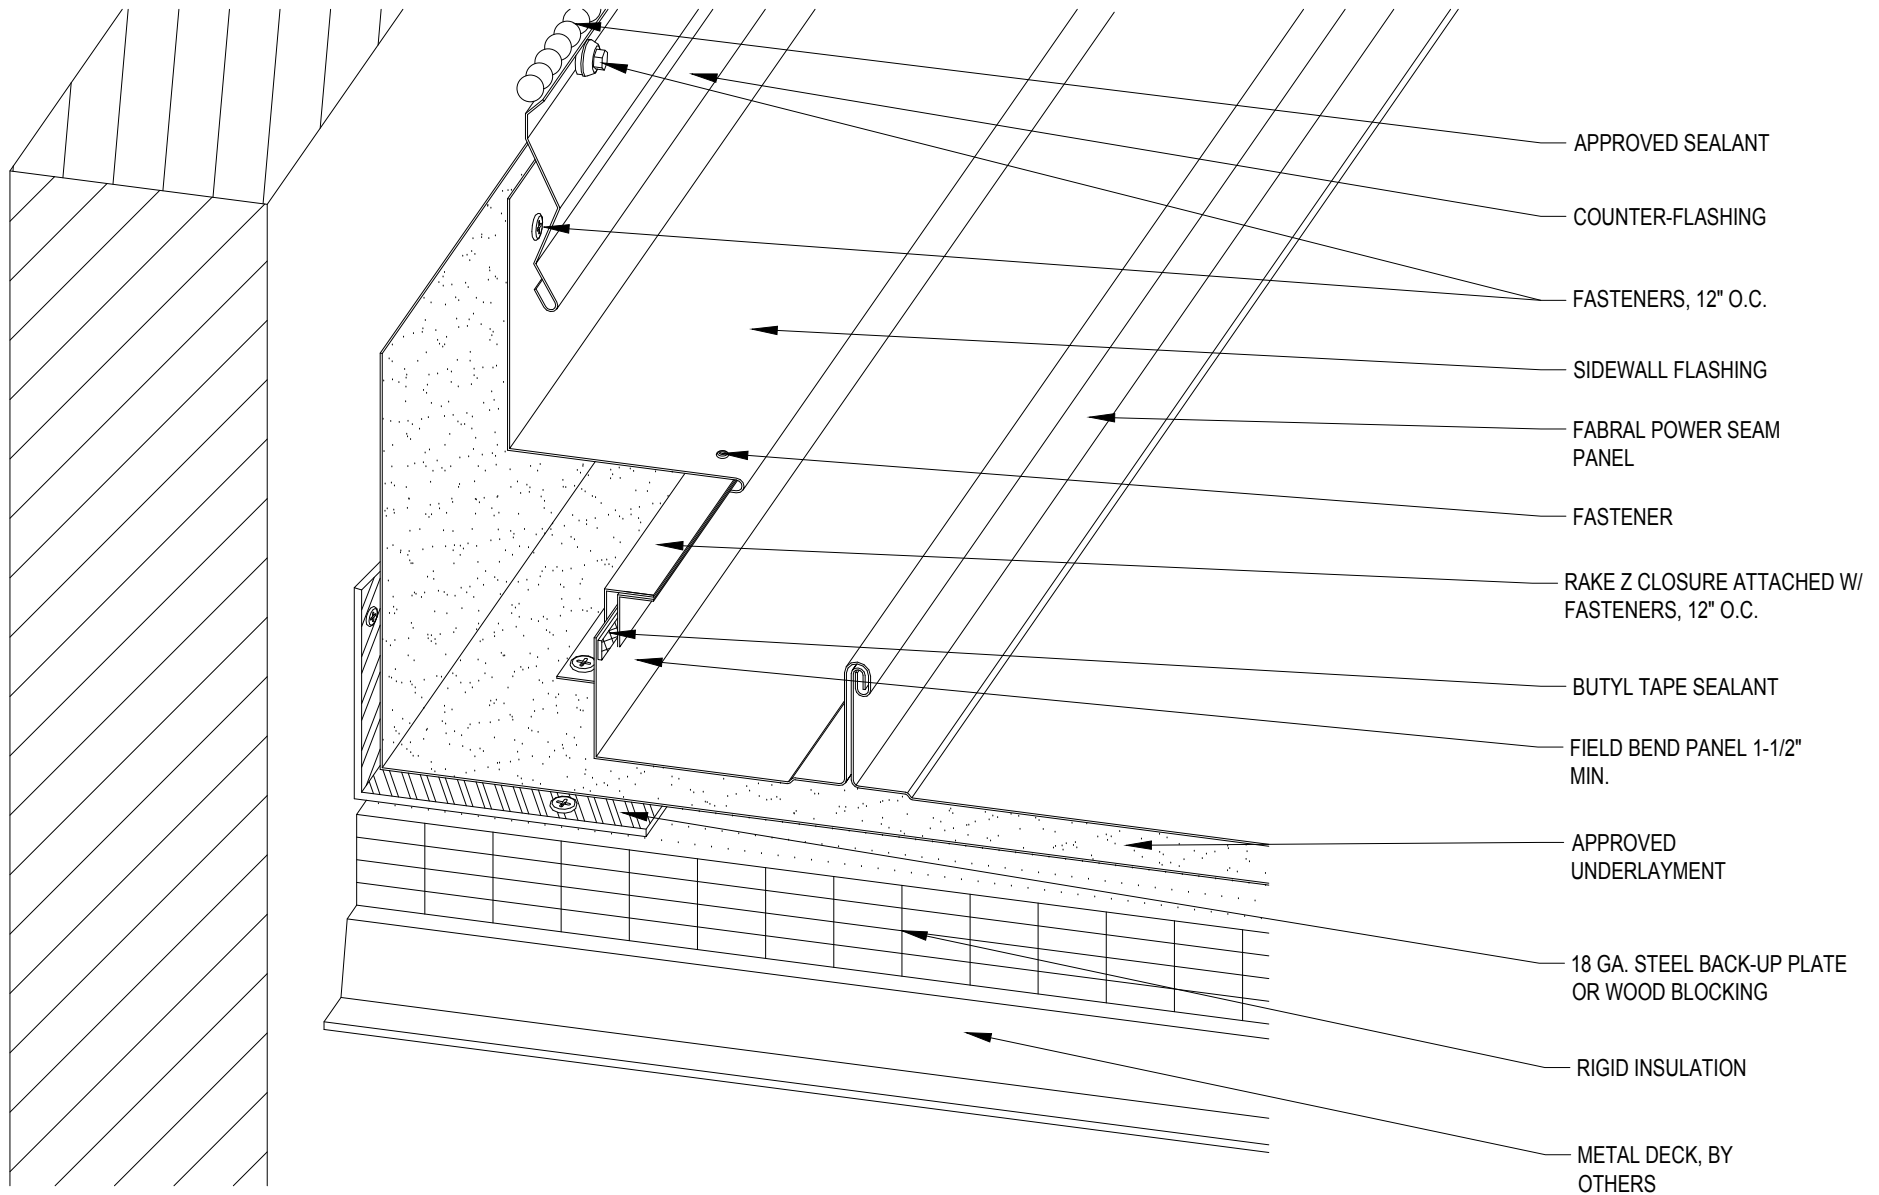 APPROVED SEALANT
COUNTER-FLASHING
FASTENERS, 12" O.C.
SIDEWALL FLASHING
FABRAL POWER SEAM
PANEL
FASTENER
RAKE Z CLOSURE ATTACHED W/
FASTENERS, 12" O.C.
BUTYL TAPE SEALANT
FIELD BEND PANEL 1-1/2"
MIN.
APPROVED
UNDERLAYMENT
18 GA. STEEL BACK-UP PLATE
OR WOOD BLOCKING
RIGID INSULATION
METAL DECK, BY
OTHERS